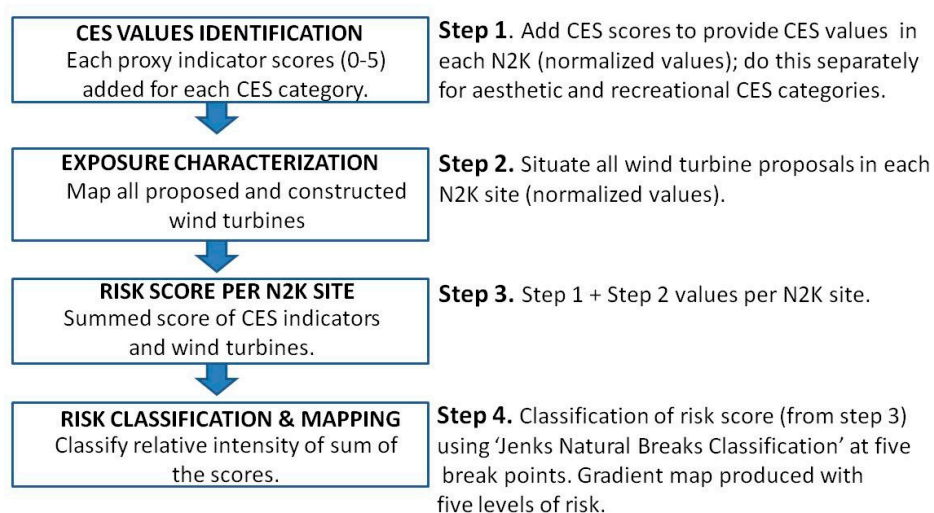 CES VALUES IDENTIFICATION
Each proxy indicator scores (0-5)
added for each CES category.
Step 1. Add CES scores to provide CES values in
each N2K (normalized values); do this separately
for aesthetic and recreational CES categories.
EXPOSURE CHARACTERIZATION
Map all proposed and constructed
wind turbines
Step 2. Situate all wind turbine proposals in each
N2K site (normalized values).
RISK SCORE PER N2K SITE
Summed score of CES indicators
and wind turbines.
Step 3. Step 1 + Step 2 values per N2K site.
RISK CLASSIFICATION & MAPPING
Classify relative intensity of sum of
the scores.
Step 4. Classification of risk score (from step 3)
using ‘Jenks Natural Breaks Classification’ at five
break points. Gradient map produced with
five levels of risk.